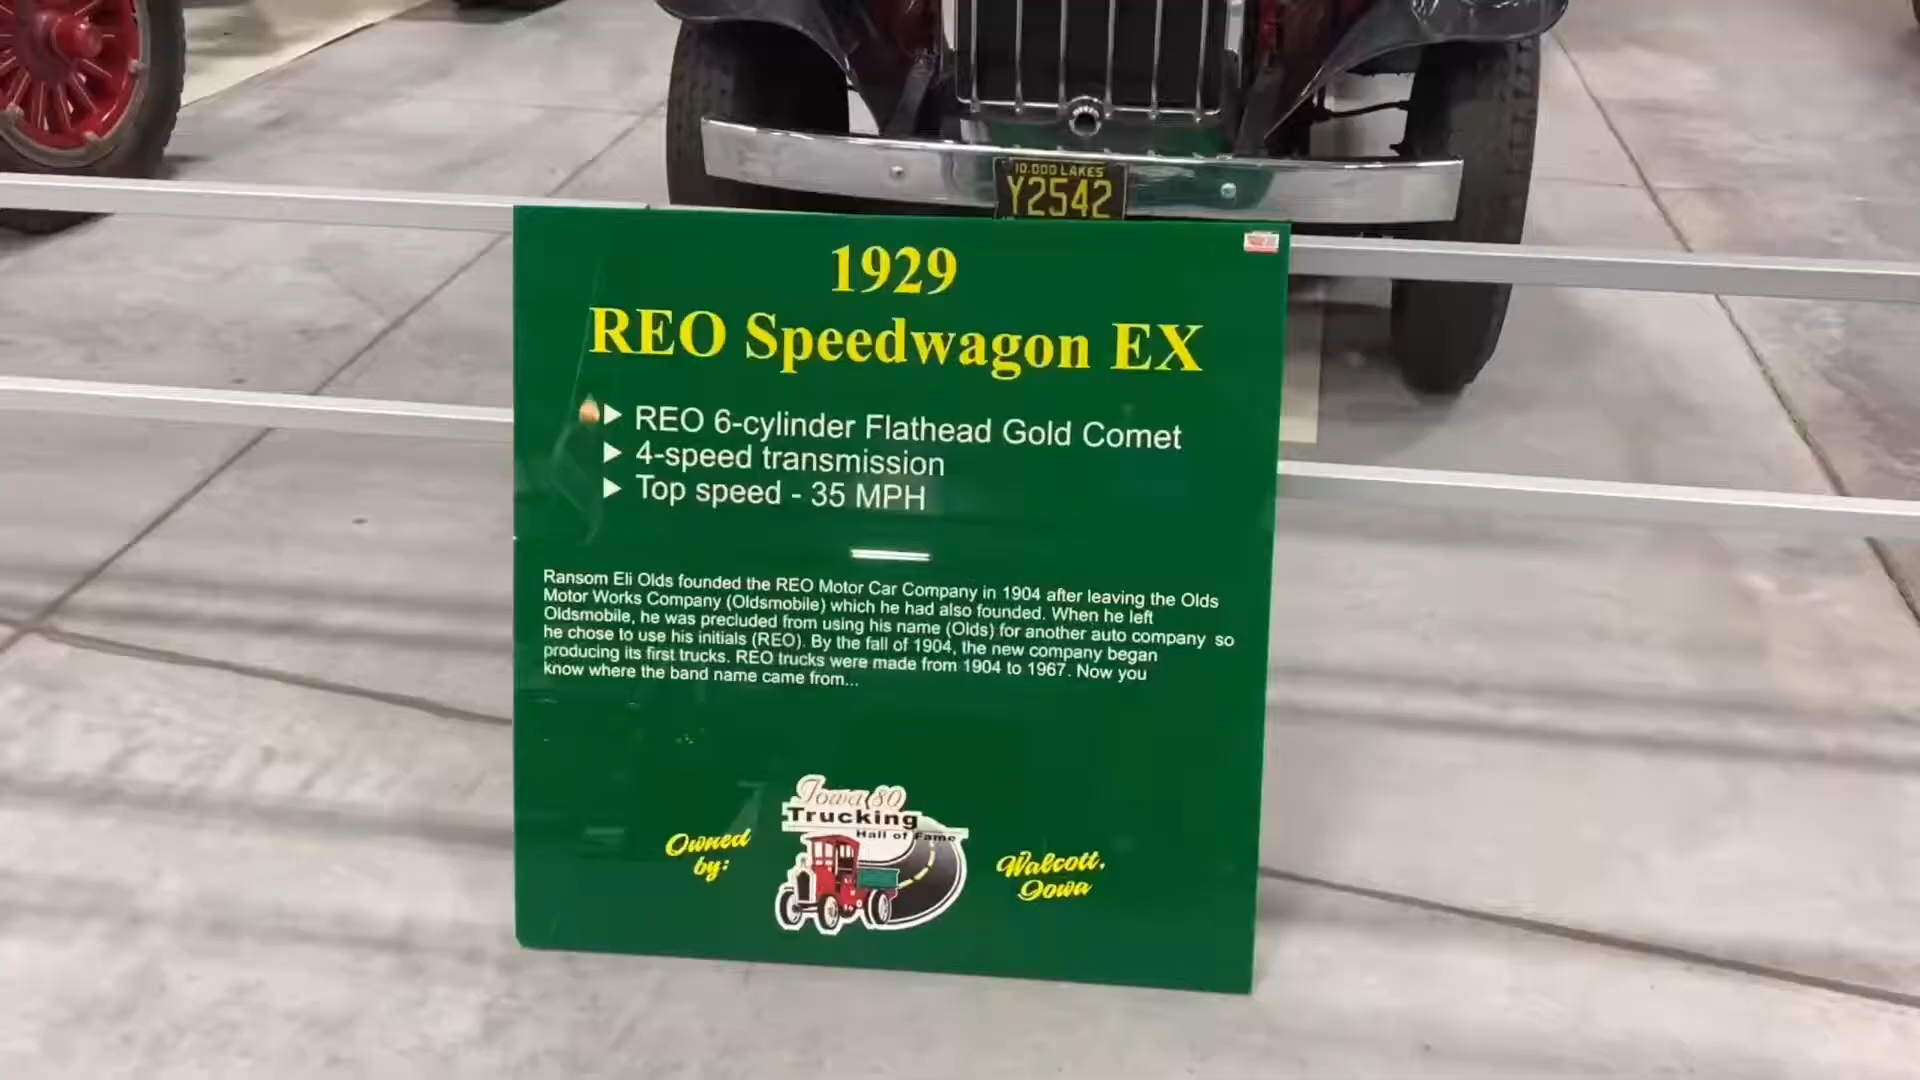 10.000 LAKES
Y2542
1929
REO Speedwagon EX
REO 6-cylinder Flathead Gold Comet
4-speed transmission
Top speed - 35 MPH
Ransom Eli Olds founded the REO Motor Car Company in 1904 after leaving the Olds
Motor Works Company (Oldsmobile) which he had also founded. When he left
Oldsmobile, he was precluded from using his name (Olds) for another auto company so
he chose to use his initials (REO). By the fall of 1904, the new company began
producing its first trucks. REO trucks were made from 1904 to 1967. Now you
know where the band name came from...
Owned
by:
Iowa 80
Trucking
Hall of Fame
Walcott,
Iowa